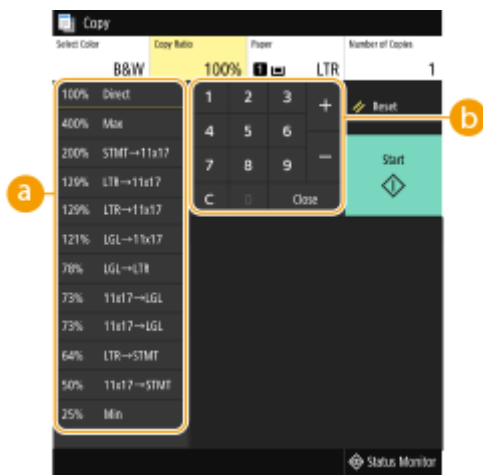 Copy
Select Color Copy Ratio Paper Number of Copies
B&W 100% 1 LTR 1
100% Direct
400% Max
200% STMT→11x17
129% LTR→11x17
129% LTR→11x17
121% LGL→11x17
78% LGL→LTR
73% 11x17→LGL
73% 11x17→LGL
64% LTR→STMT
50% 11x17→STMT
25% Min
a
1 2 3 +
4 5 6
7 8 9 -
C 0 Close
b
Reset
Start
Status Monitor